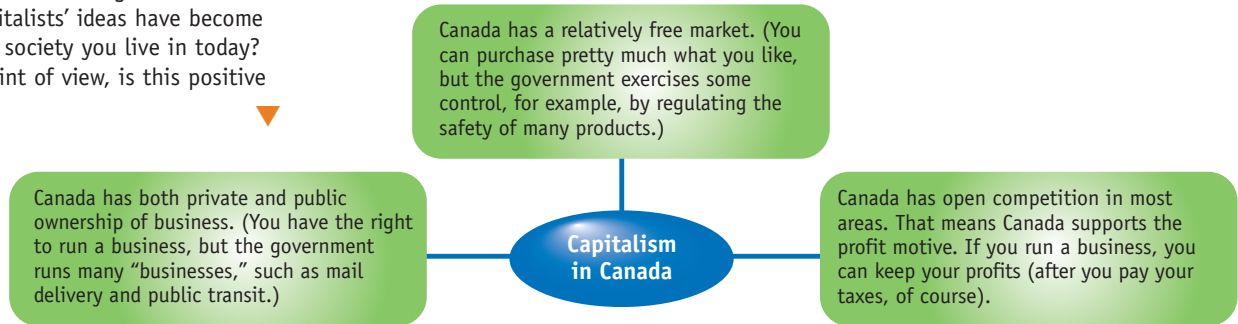 italists' ideas have become
society you live in today?
int of view, is this positive
Canada has a relatively free market. (You
can purchase pretty much what you like,
but the government exercises some
control, for example, by regulating the
safety of many products.)
Canada has both private and public
ownership of business. (You have the right
to run a business, but the government
runs many “businesses,” such as mail
delivery and public transit.)
Capitalism
in Canada
Canada has open competition in most
areas. That means Canada supports the
profit motive. If you run a business, you
can keep your profits (after you pay your
taxes, of course).